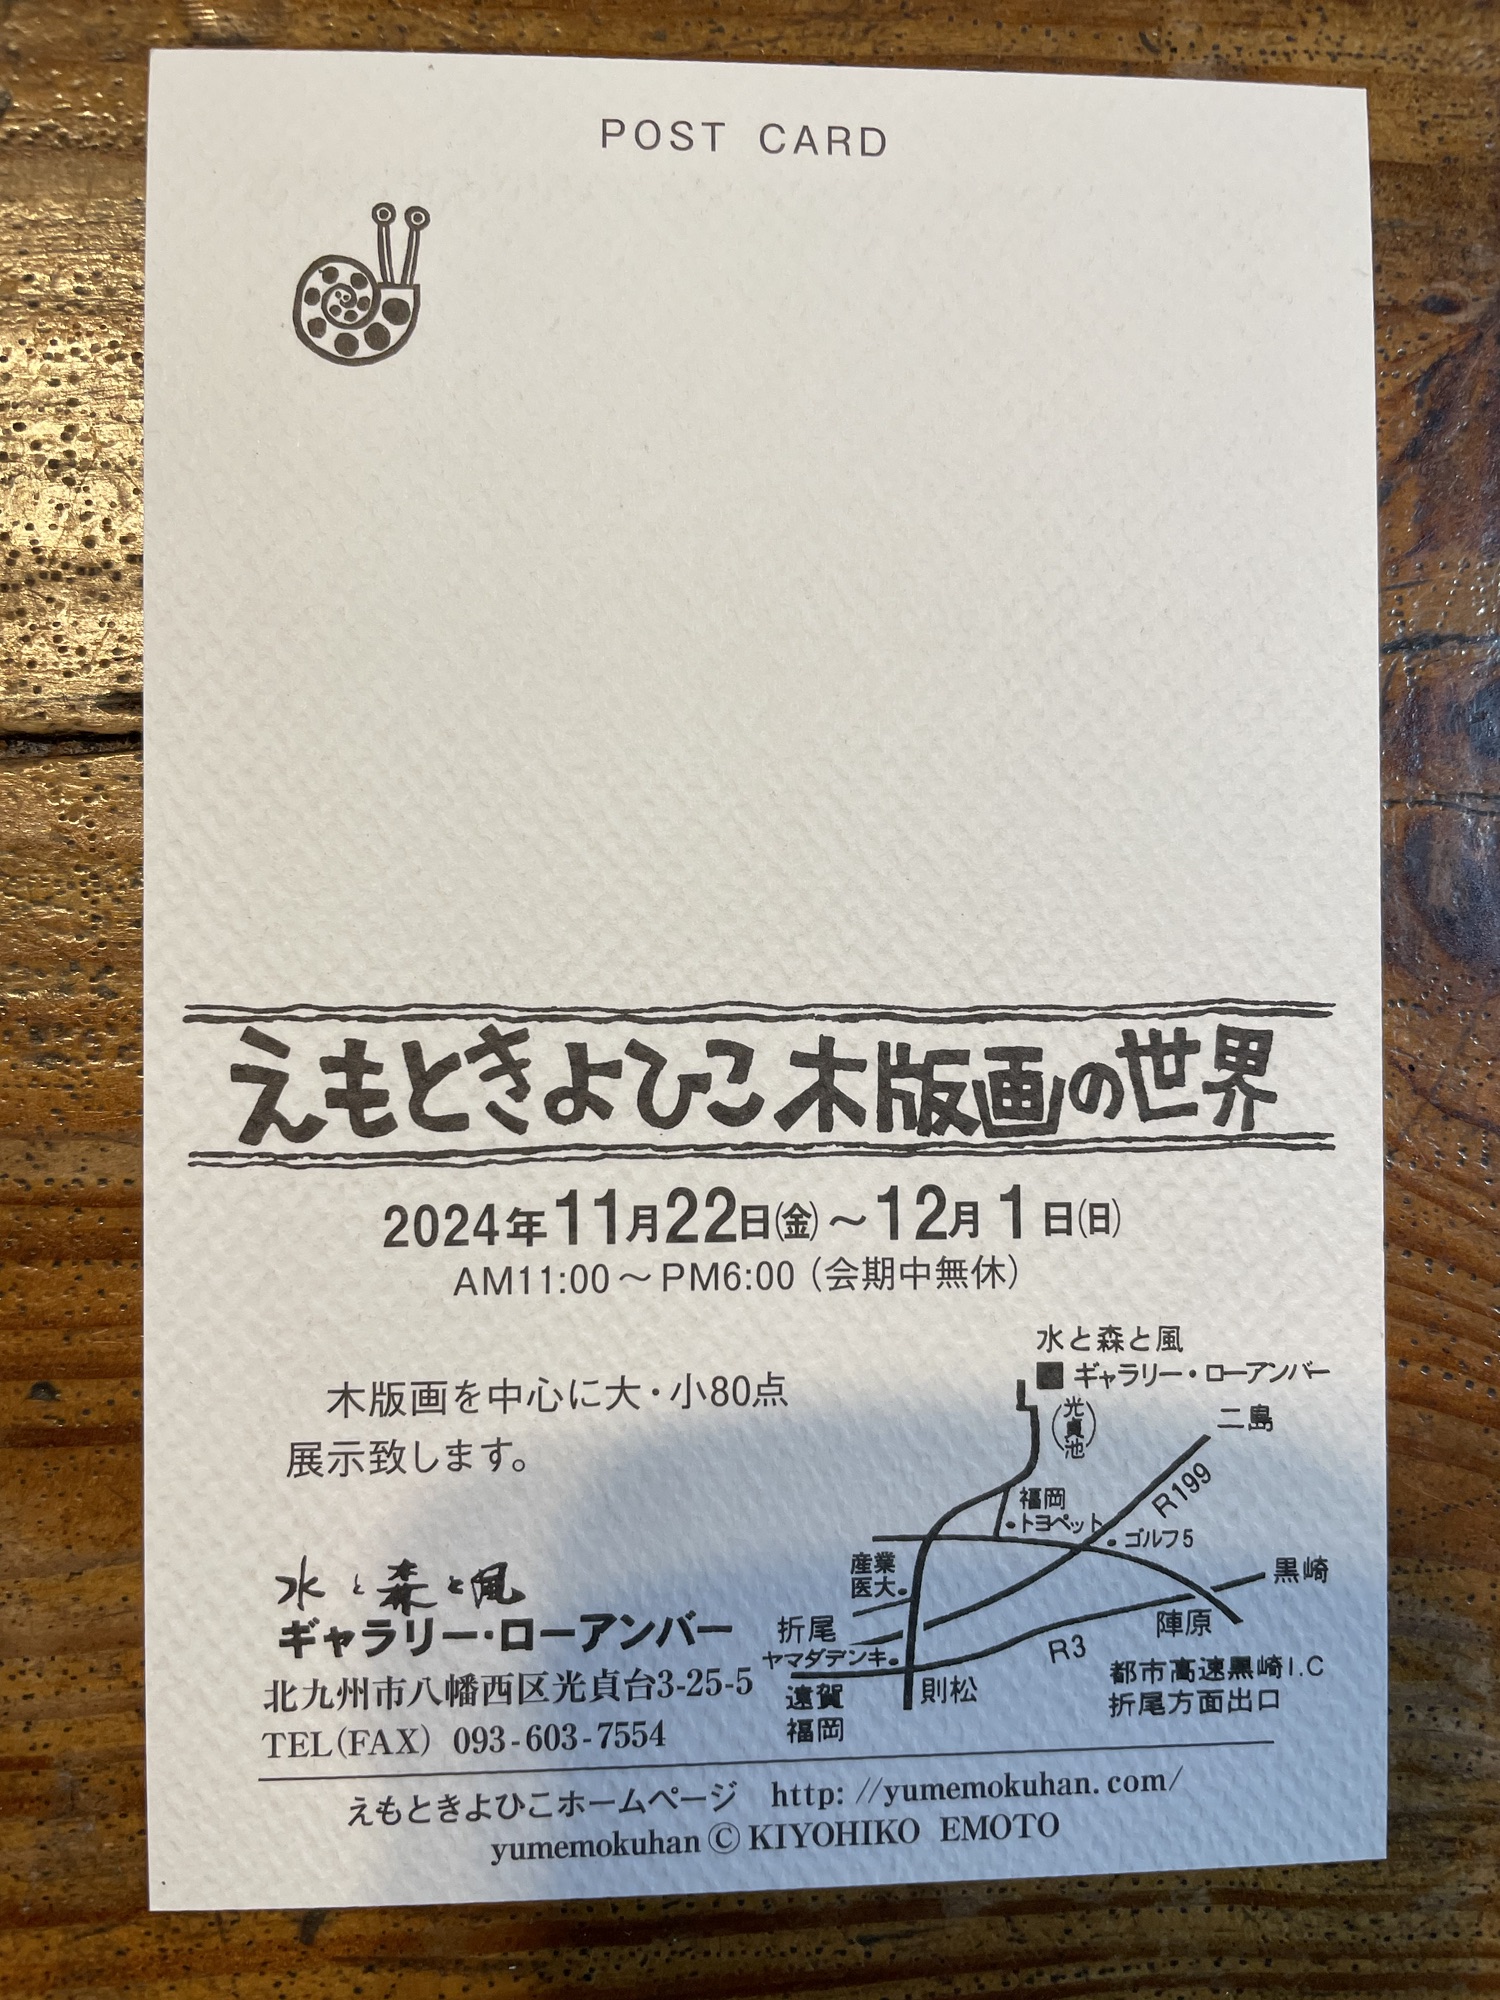 POST CARD
えもときよひこ木版画の世界
2024年11月22日(金)～12月1日(日)
AM11:00～PM6:00(会期中無休)
木版画を中心に大・小80点
展示致します。
水と森と風
ギャラリー・ローアンバー
北九州市八幡西区光貞台3-25-5
TEL(FAX) 093-603-7554
水と森と風
ギャラリー・ローアンバー
(光貞池)
二島
R199
福岡
トヨペット
ゴルフ5
産業
医大
黒崎
折尾
陣原
ヤマダデンキ
R3
遠賀
福岡
則松
都市高速黒崎I.C
折尾方面出口
えもときよひこホームページ http://yumemokuhan.com/
yumemokuhan © KIYOHIKO EMOTO